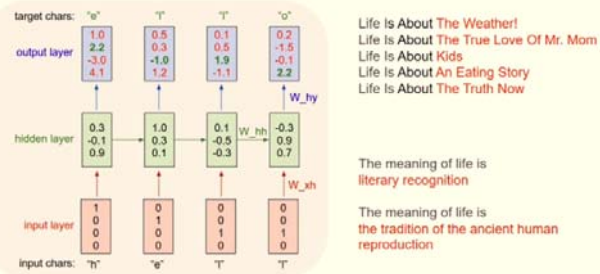 target chars: "e" "l" "l" "o"
output layer
1.0 0.5 0.1 0.2
2.2 0.3 0.5 -1.5
-3.0 -1.0 1.9 -0.1
4.1 1.2 -1.1 2.2
W_hy
hidden layer
0.3 1.0 0.1 W_hh -0.3
-0.1 0.3 -0.5 0.9
0.9 0.1 -0.3 0.7
W_xh
input layer
1 0 0 0
0 1 0 0
0 0 1 1
0 0 0 0
input chars: "h" "e" "l" "l"
Life Is About The Weather!
Life Is About The True Love Of Mr. Mom
Life Is About Kids
Life Is About An Eating Story
Life Is About The Truth Now
The meaning of life is
literary recognition
The meaning of life is
the tradition of the ancient human
reproduction